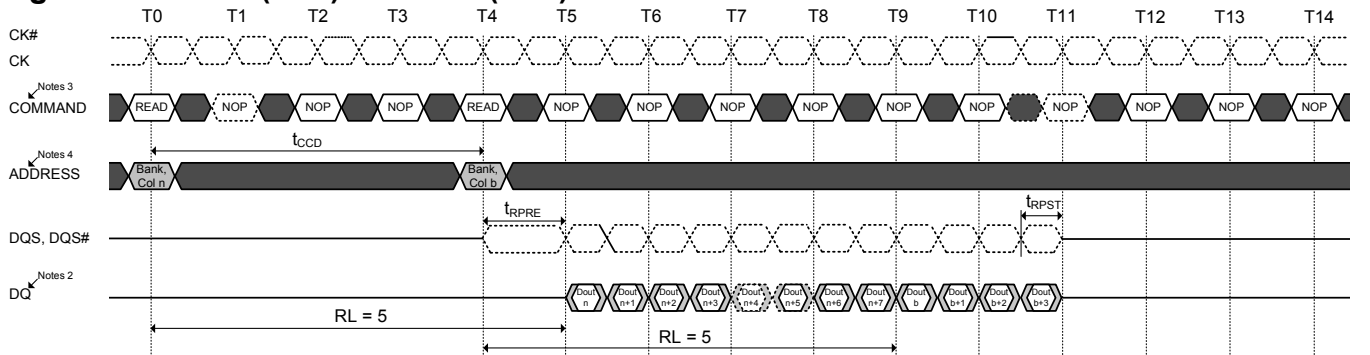 T0 T1 T2 T3 T4 T5 T6 T7 T8 T9 T10 T11 T12 T13 T14
CK#
CK
Notes 3
COMMAND READ NOP NOP NOP READ NOP NOP NOP NOP NOP NOP NOP NOP NOP NOP
tCCD
Notes 4
ADDRESS Bank, Col n Bank, Col b
tRPRE tRPST
DQS, DQS#
Notes 2
DQ Dout n Dout n+1 Dout n+2 Dout n+3 Dout n+4 Dout n+5 Dout n+6 Dout n+7 Dout b Dout b+1 Dout b+2 Dout b+3
RL = 5
RL = 5